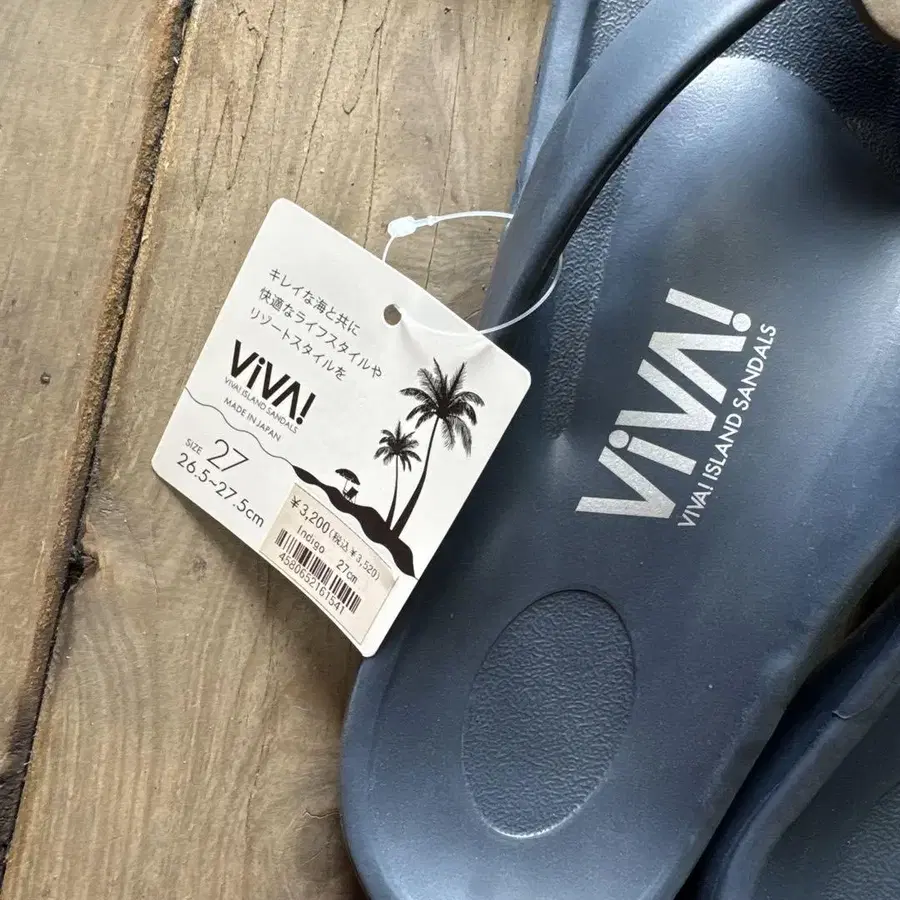 キレイな海と共に
快適なライフスタイルや
リゾートスタイルを
ViVA!
VIVA! ISLAND SANDALS
MADE IN JAPAN
SIZE 27
26.5~27.5cm
¥3,200(税込¥3,520)
Indigo 27cm
4580652161541
ViVA!
VIVA! ISLAND SANDALS